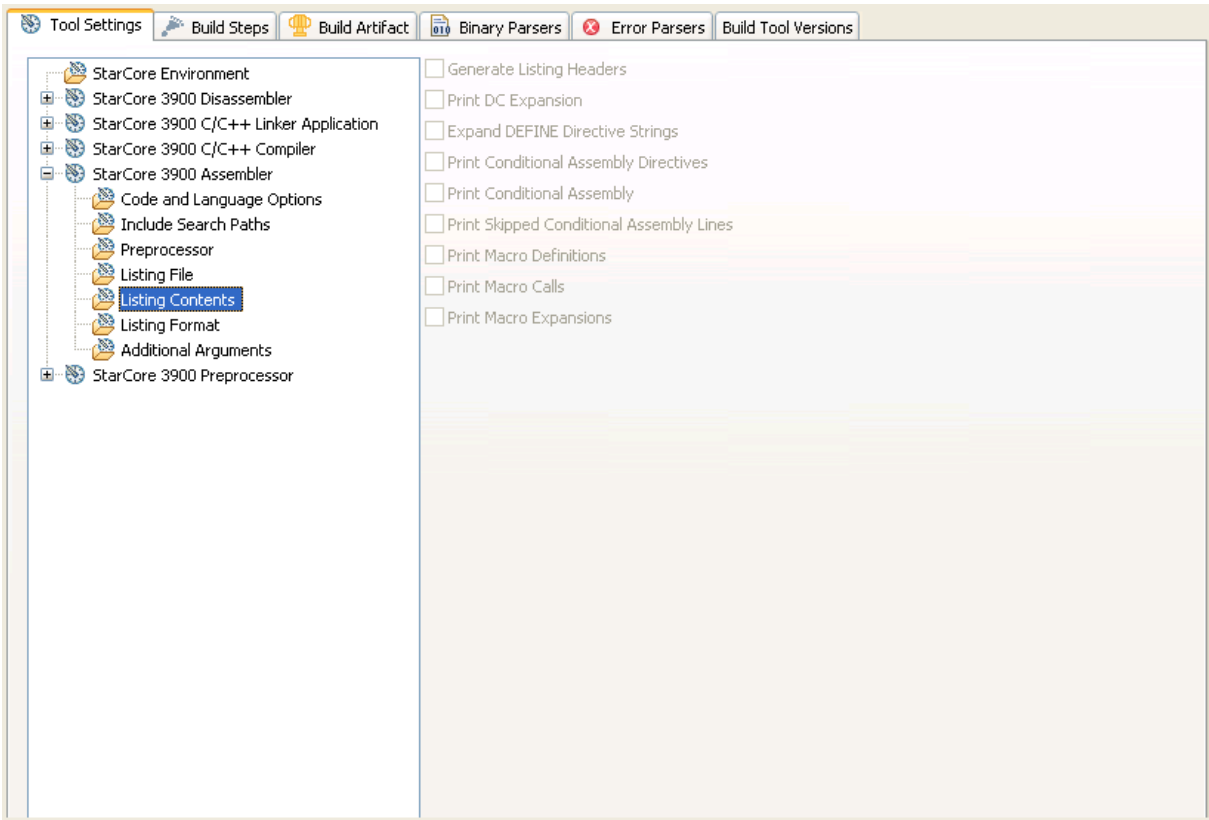 Tool Settings Build Steps Build Artifact 010 Binary Parsers Error Parsers Build Tool Versions
StarCore Environment
StarCore 3900 Disassembler
StarCore 3900 C/C++ Linker Application
StarCore 3900 C/C++ Compiler
StarCore 3900 Assembler
Code and Language Options
Include Search Paths
Preprocessor
Listing File
Listing Contents
Listing Format
Additional Arguments
StarCore 3900 Preprocessor
Generate Listing Headers
Print DC Expansion
Expand DEFINE Directive Strings
Print Conditional Assembly Directives
Print Conditional Assembly
Print Skipped Conditional Assembly Lines
Print Macro Definitions
Print Macro Calls
Print Macro Expansions